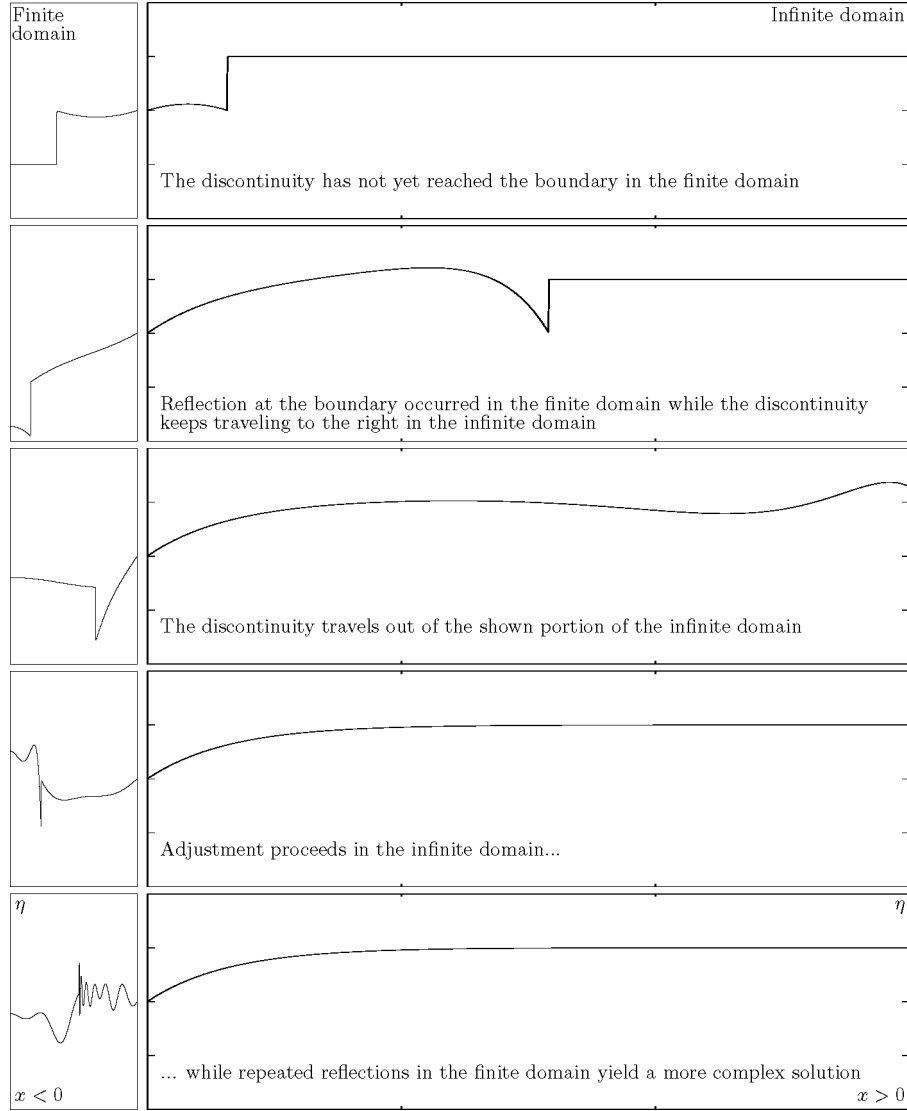 Finite
domain
Infinite domain
The discontinuity has not yet reached the boundary in the finite domain
Reflection at the boundary occurred in the finite domain while the discontinuity
keeps traveling to the right in the infinite domain
The discontinuity travels out of the shown portion of the infinite domain
Adjustment proceeds in the infinite domain...
η
η
... while repeated reflections in the finite domain yield a more complex solution
x < 0
x > 0